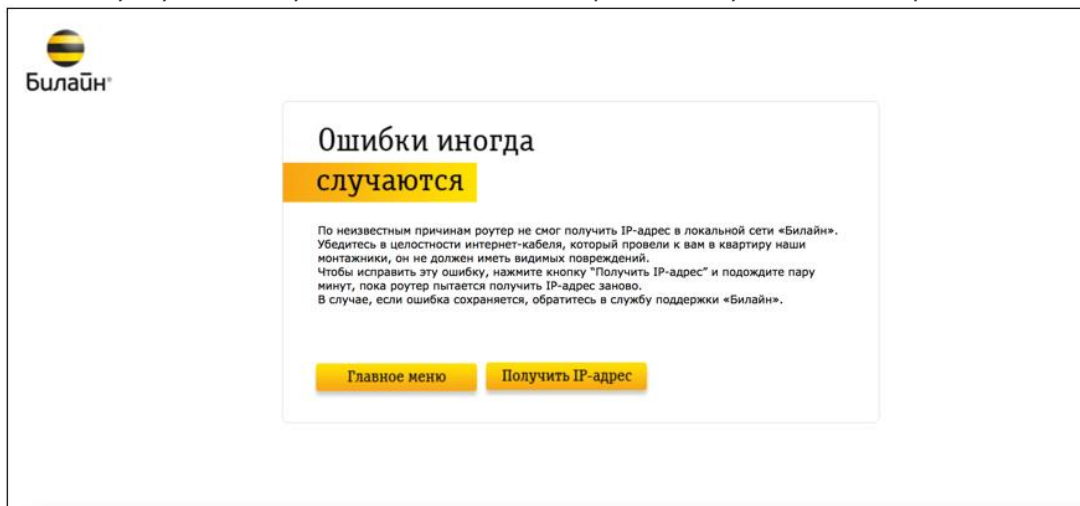 Билайн®
Ошибки иногда
случаются
По неизвестным причинам роутер не смог получить IP-адрес в локальной сети «Билайн».
Убедитесь в целостности интернет-кабеля, который провели к вам в квартиру наши
монтажники, он не должен иметь видимых повреждений.
Чтобы исправить эту ошибку, нажмите кнопку "Получить IP-адрес" и подождите пару
минут, пока роутер пытается получить IP-адрес заново.
В случае, если ошибка сохраняется, обратитесь в службу поддержки «Билайн».
Главное меню Получить IP-адрес